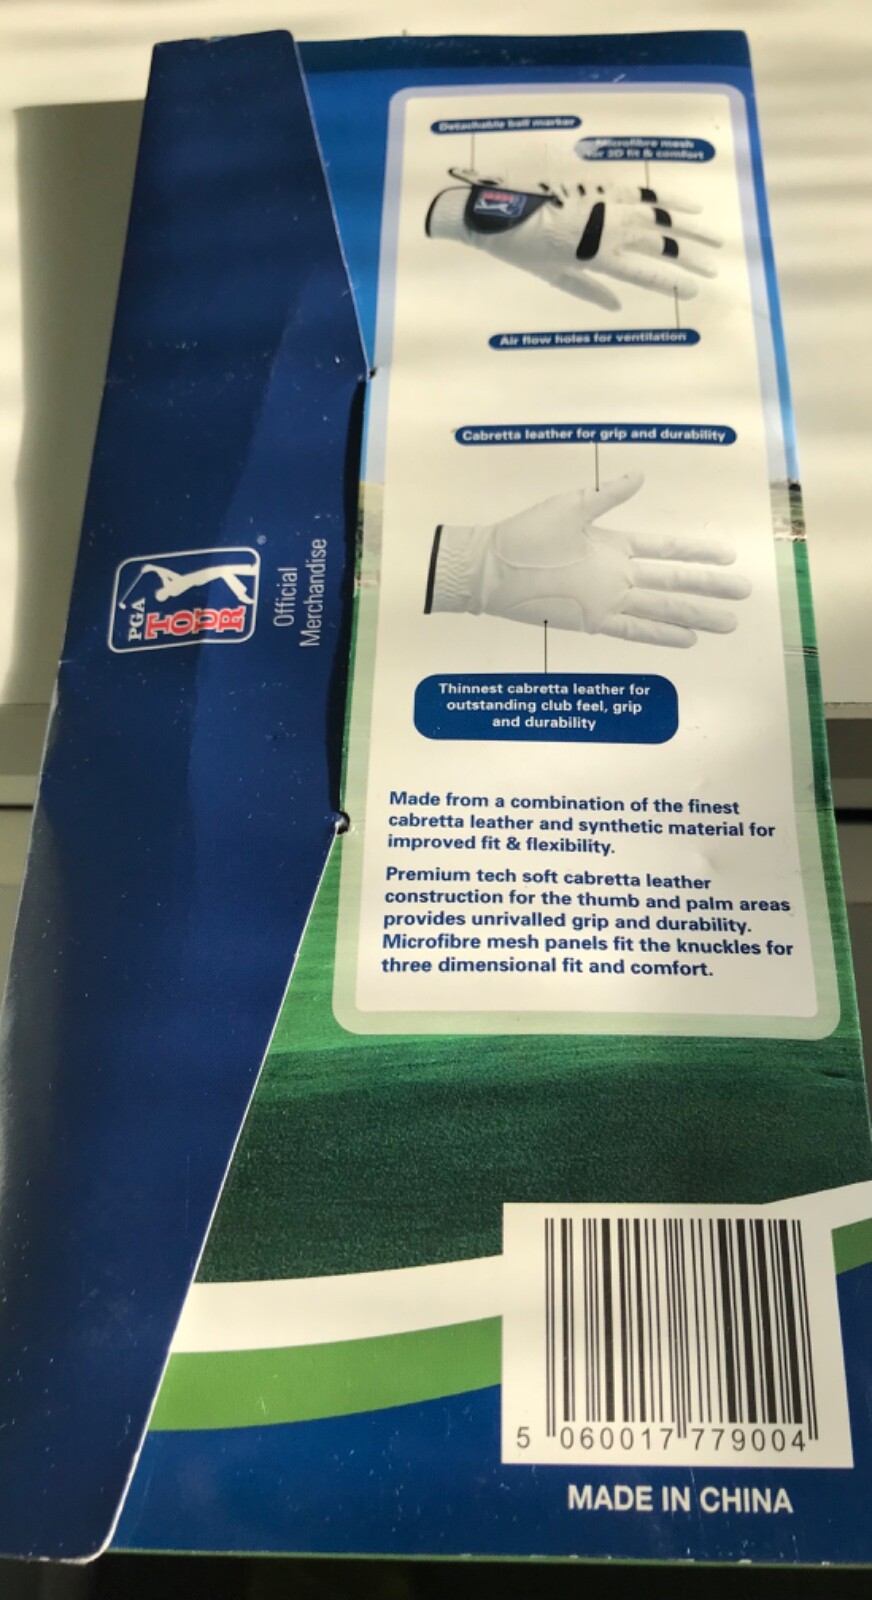 Detachable ball marker
Microfibre mesh
for 3D fit & comfort
Air flow holes for ventilation
Cabretta leather for grip and durability
PGA
TOUR
®
Official
Merchandise
Thinnest cabretta leather for
outstanding club feel, grip
and durability
Made from a combination of the finest
cabretta leather and synthetic material for
improved fit & flexibility.
Premium tech soft cabretta leather
construction for the thumb and palm areas
provides unrivalled grip and durability.
Microfibre mesh panels fit the knuckles for
three dimensional fit and comfort.
5 060017 779004
MADE IN CHINA